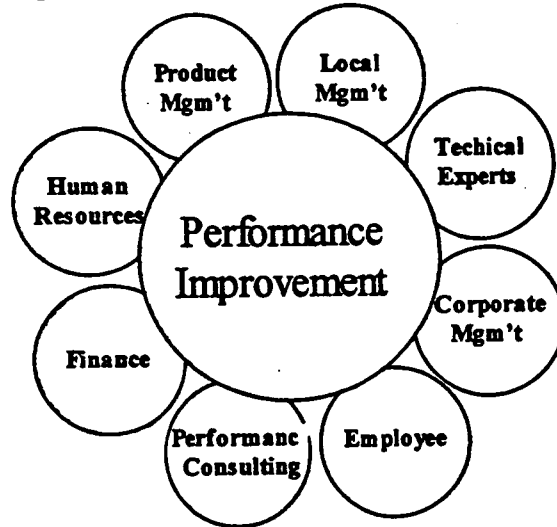 Product
Mgm't
Local
Mgm't
Techical
Experts
Human
Resources
Performance
Improvement
Corporate
Mgm't
Finance
Performanc
Consulting
Employee